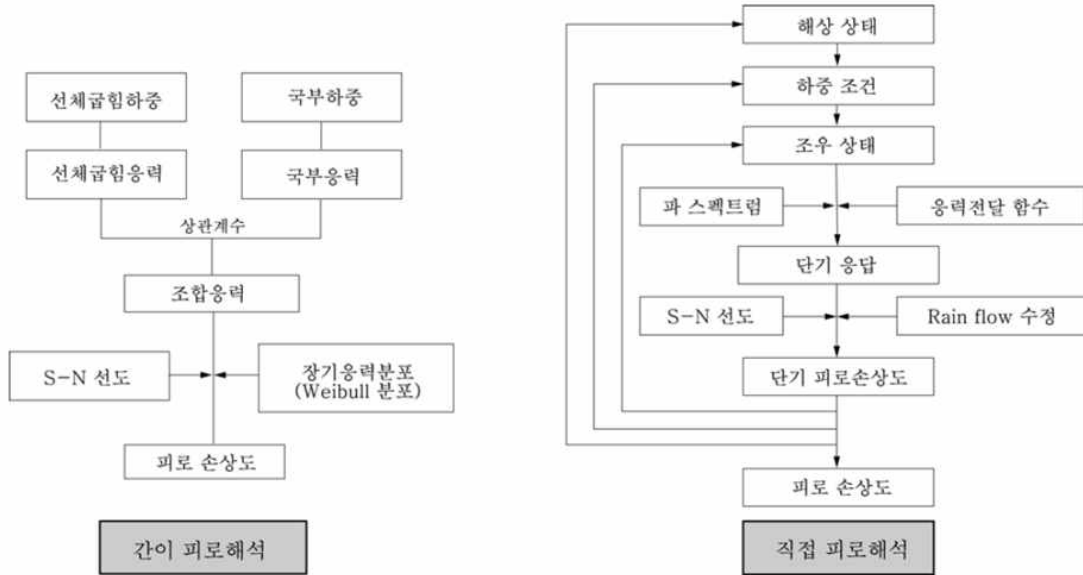 선체굽힘하중
국부하중
선체굽힘응력
국부응력
상관계수
조합응력
S-N 선도
장기응력분포
(Weibull 분포)
피로 손상도
간이 피로해석
해상 상태
하중 조건
조우 상태
파 스펙트럼
응력전달 함수
단기 응답
S-N 선도
Rain flow 수정
단기 피로손상도
피로 손상도
직접 피로해석